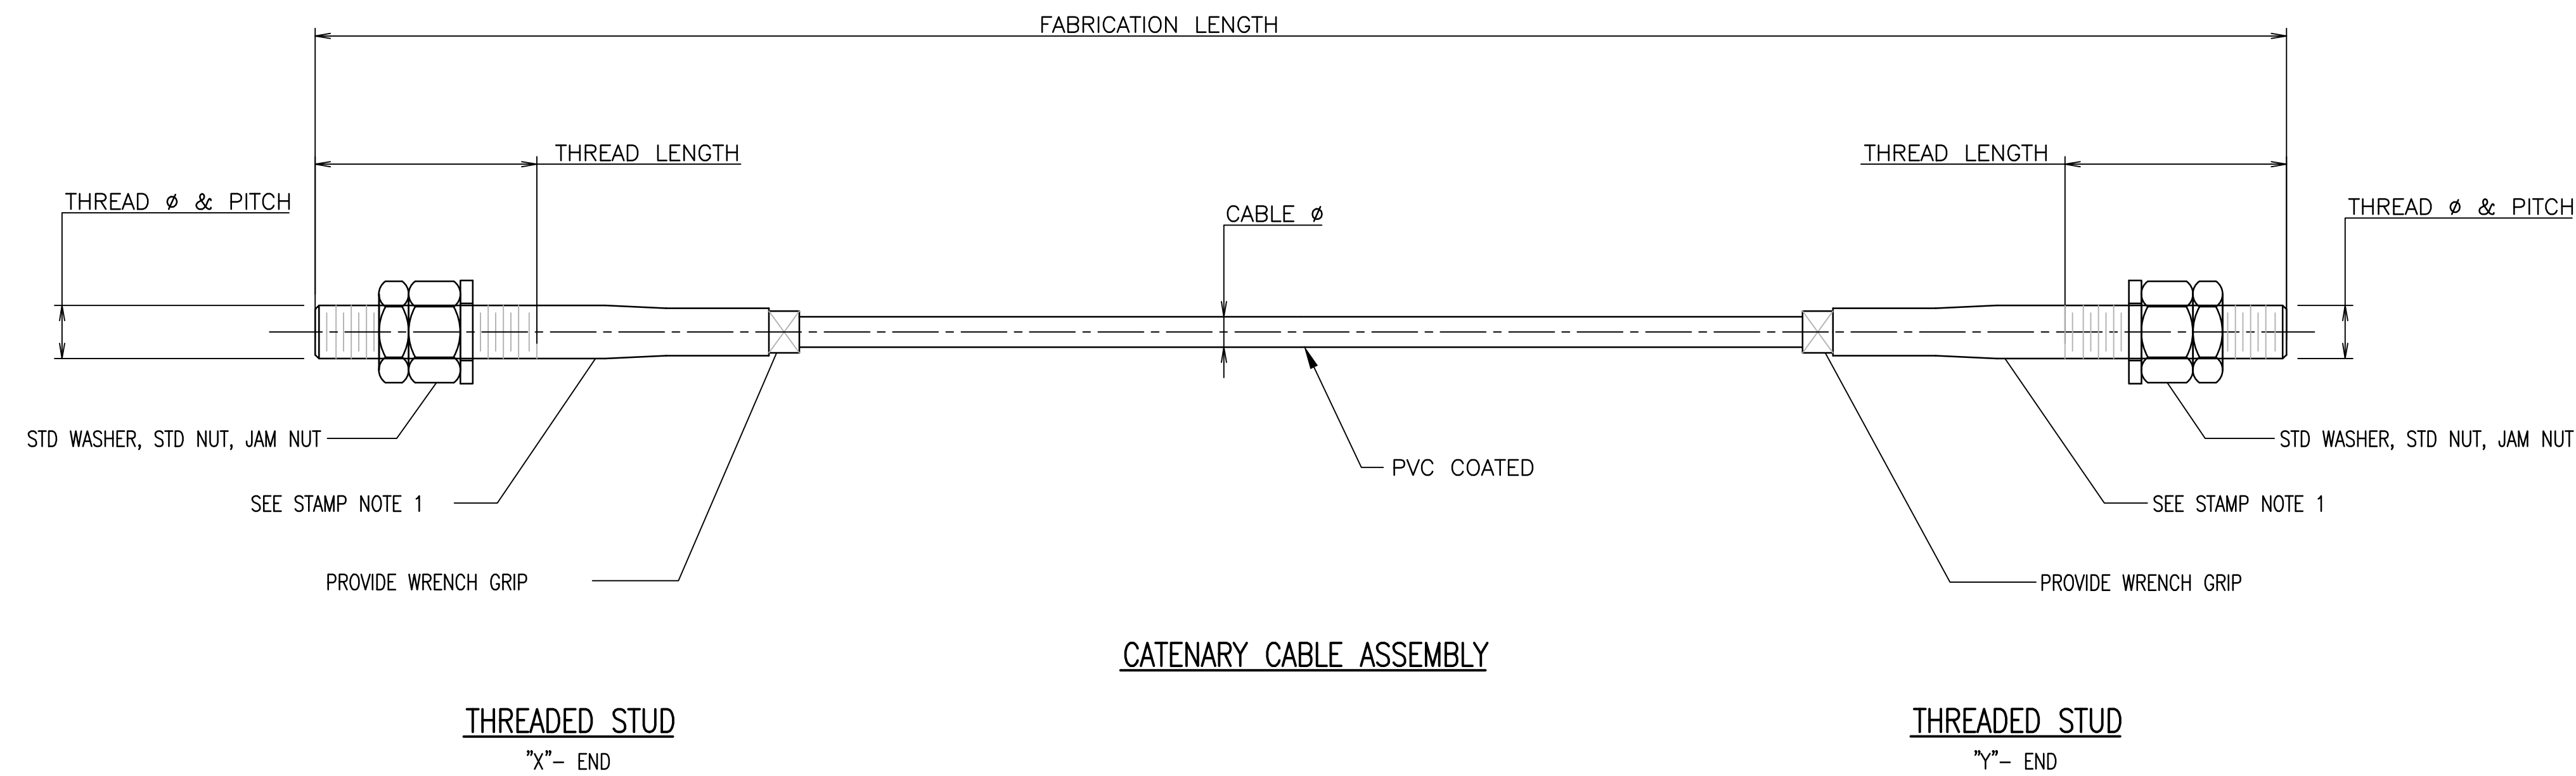 FABRICATION LENGTH
THREAD LENGTH
THREAD LENGTH
THREAD Ø & PITCH
CABLE Ø
THREAD Ø & PITCH
STD WASHER, STD NUT, JAM NUT
STD WASHER, STD NUT, JAM NUT
PVC COATED
SEE STAMP NOTE 1
SEE STAMP NOTE 1
PROVIDE WRENCH GRIP
PROVIDE WRENCH GRIP
CATENARY CABLE ASSEMBLY
THREADED STUD
"X"- END
THREADED STUD
"Y"- END